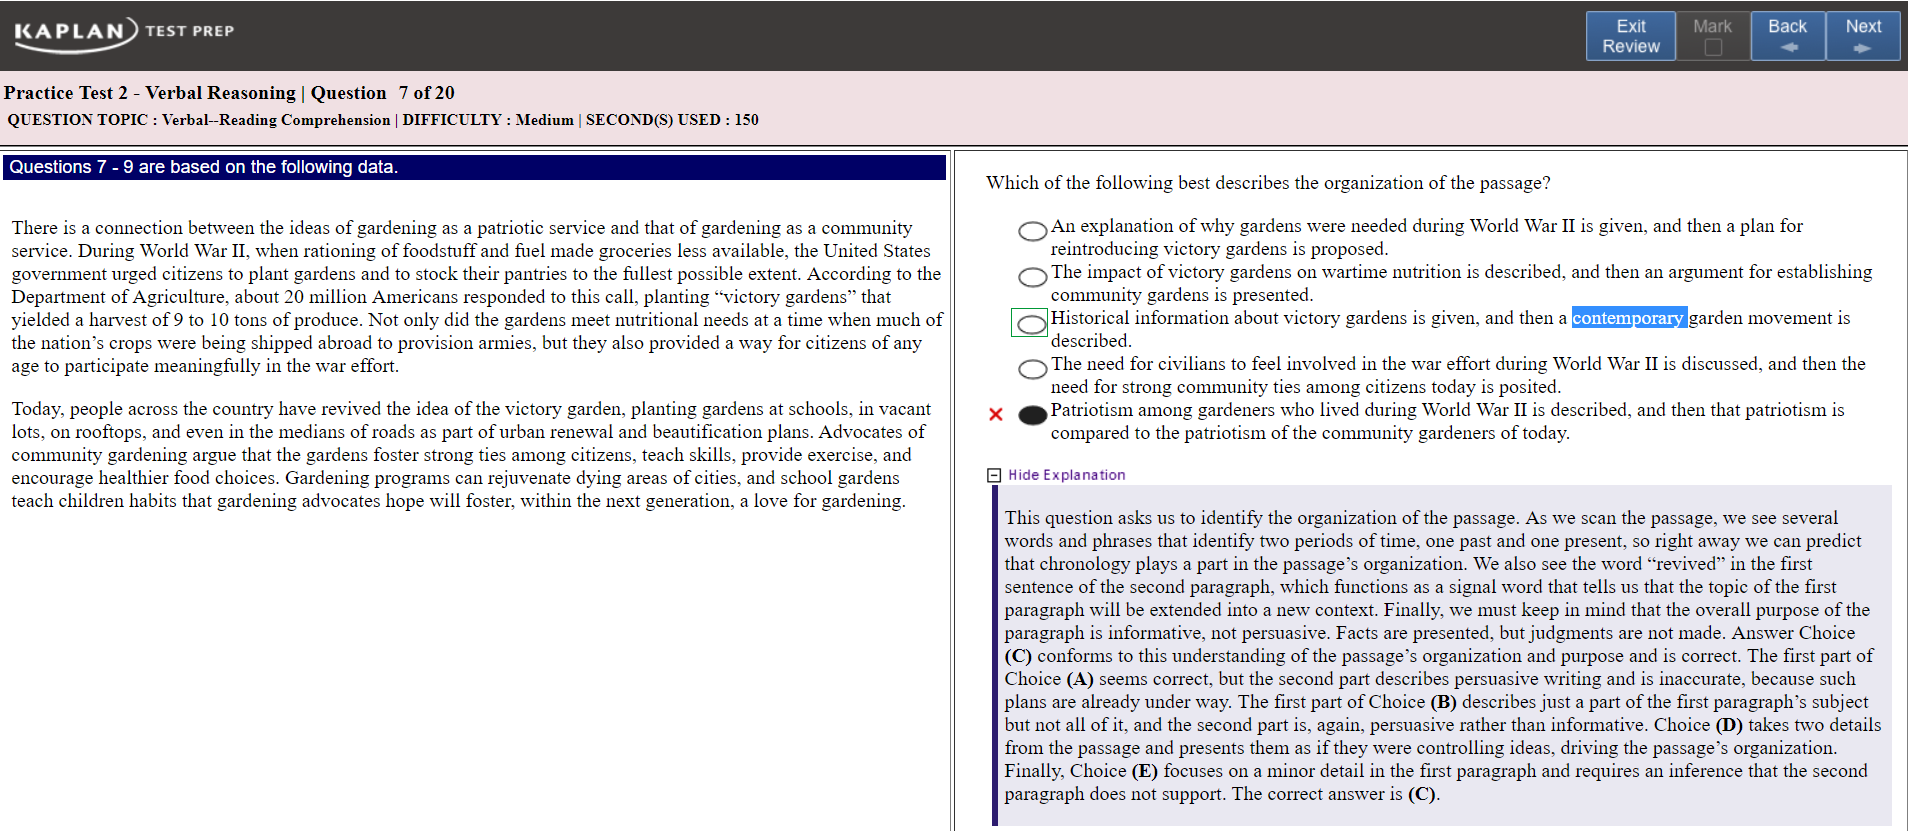 KAPLAN TEST PREP
Exit Review
Mark
Back
Next
Practice Test 2 - Verbal Reasoning | Question 7 of 20
QUESTION TOPIC : Verbal--Reading Comprehension | DIFFICULTY : Medium | SECOND(S) USED : 150
Questions 7 - 9 are based on the following data.
There is a connection between the ideas of gardening as a patriotic service and that of gardening as a community
service. During World War II, when rationing of foodstuff and fuel made groceries less available, the United States
government urged citizens to plant gardens and to stock their pantries to the fullest possible extent. According to the
Department of Agriculture, about 20 million Americans responded to this call, planting “victory gardens” that
yielded a harvest of 9 to 10 tons of produce. Not only did the gardens meet nutritional needs at a time when much of
the nation’s crops were being shipped abroad to provision armies, but they also provided a way for citizens of any
age to participate meaningfully in the war effort.
Today, people across the country have revived the idea of the victory garden, planting gardens at schools, in vacant
lots, on rooftops, and even in the medians of roads as part of urban renewal and beautification plans. Advocates of
community gardening argue that the gardens foster strong ties among citizens, teach skills, provide exercise, and
encourage healthier food choices. Gardening programs can rejuvenate dying areas of cities, and school gardens
teach children habits that gardening advocates hope will foster, within the next generation, a love for gardening.
Which of the following best describes the organization of the passage?
An explanation of why gardens were needed during World War II is given, and then a plan for
reintroducing victory gardens is proposed.
The impact of victory gardens on wartime nutrition is described, and then an argument for establishing
community gardens is presented.
Historical information about victory gardens is given, and then a contemporary garden movement is
described.
The need for civilians to feel involved in the war effort during World War II is discussed, and then the
need for strong community ties among citizens today is posited.
Patriotism among gardeners who lived during World War II is described, and then that patriotism is
compared to the patriotism of the community gardeners of today.
Hide Explanation
This question asks us to identify the organization of the passage. As we scan the passage, we see several
words and phrases that identify two periods of time, one past and one present, so right away we can predict
that chronology plays a part in the passage’s organization. We also see the word “revived” in the first
sentence of the second paragraph, which functions as a signal word that tells us that the topic of the first
paragraph will be extended into a new context. Finally, we must keep in mind that the overall purpose of the
paragraph is informative, not persuasive. Facts are presented, but judgments are not made. Answer Choice
(C) conforms to this understanding of the passage’s organization and purpose and is correct. The first part of
Choice (A) seems correct, but the second part describes persuasive writing and is inaccurate, because such
plans are already under way. The first part of Choice (B) describes just a part of the first paragraph’s subject
but not all of it, and the second part is, again, persuasive rather than informative. Choice (D) takes two details
from the passage and presents them as if they were controlling ideas, driving the passage’s organization.
Finally, Choice (E) focuses on a minor detail in the first paragraph and requires an inference that the second
paragraph does not support. The correct answer is (C).